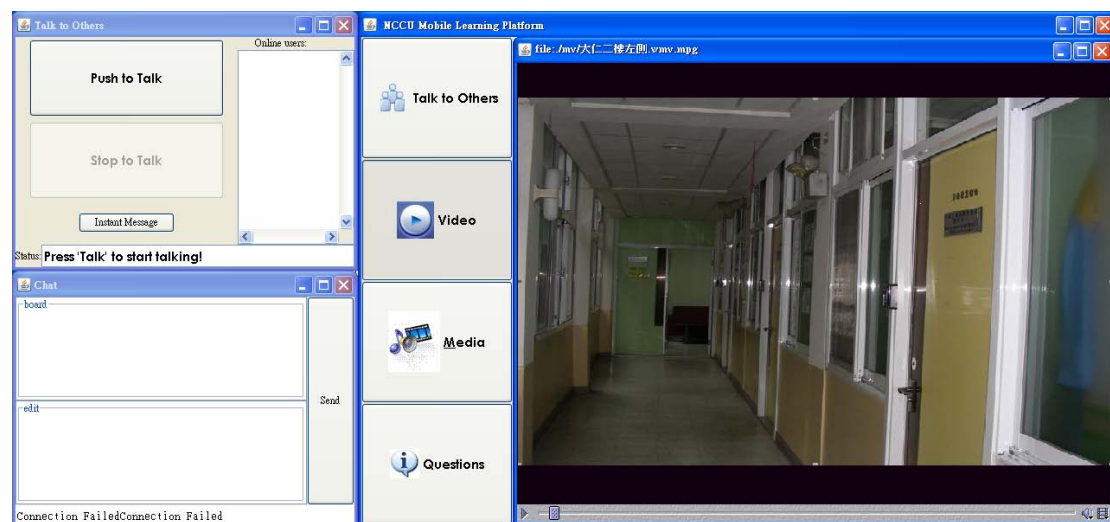 Talk to Others
Push to Talk
Online users:
Stop to Talk
Instant Message
Status: Press 'Talk' to start talking!
Chat
board
edit
Send
Connection FailedConnection Failed
NCCU Mobile Learning Platform
Talk to Others
Video
Media
Questions
file:./mv/大仁二樓左側.wmv.mpg